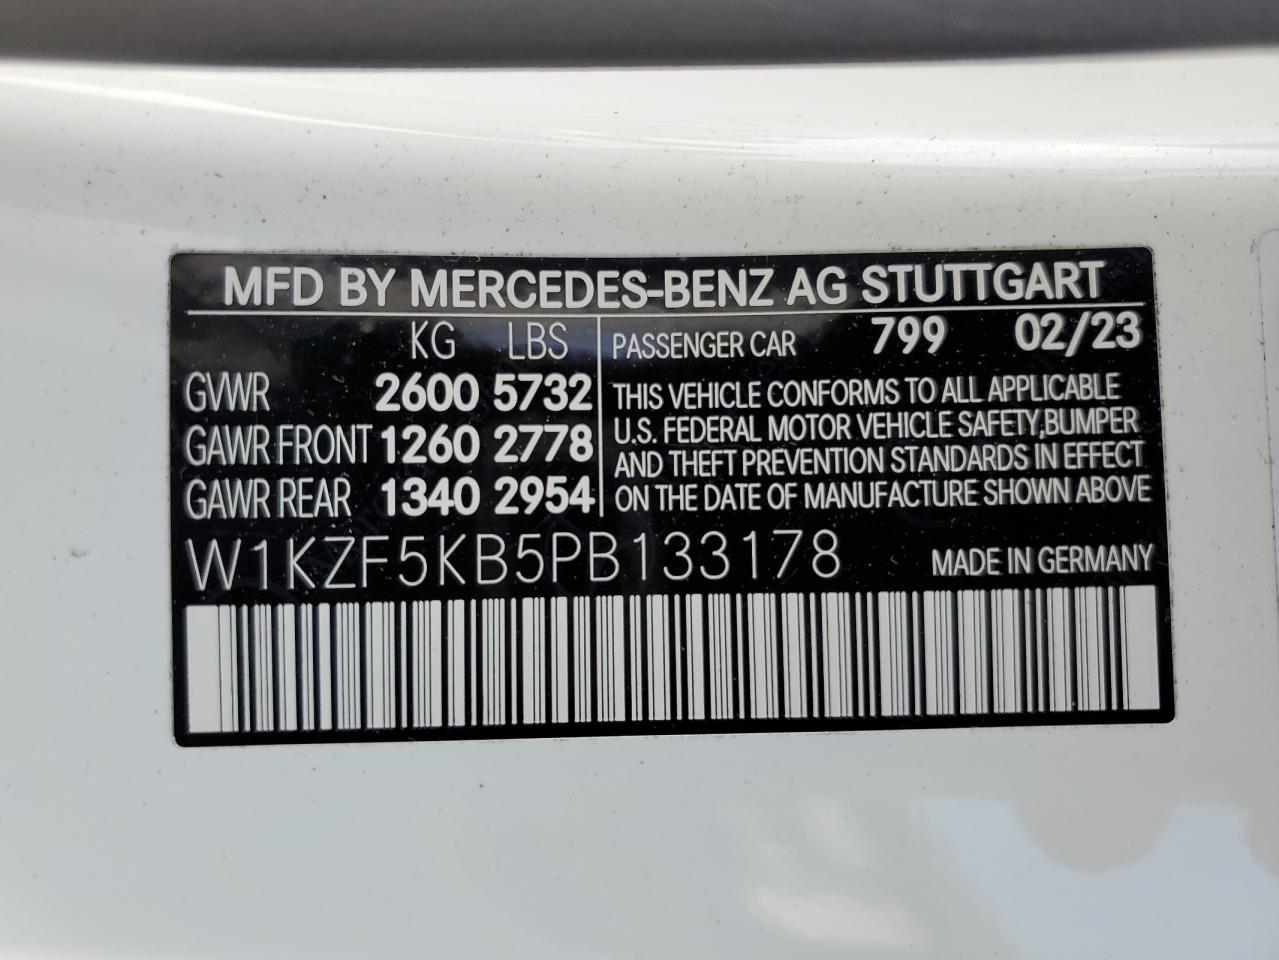 MFD BY MERCEDES-BENZ AG STUTTGART
KG LBS
GVWR 2600 5732
GAWR FRONT 1260 2778
GAWR REAR 1340 2954
PASSENGER CAR 799 02/23
THIS VEHICLE CONFORMS TO ALL APPLICABLE
U.S. FEDERAL MOTOR VEHICLE SAFETY,BUMPER
AND THEFT PREVENTION STANDARDS IN EFFECT
ON THE DATE OF MANUFACTURE SHOWN ABOVE
W1KZF5KB5PB133178 MADE IN GERMANY